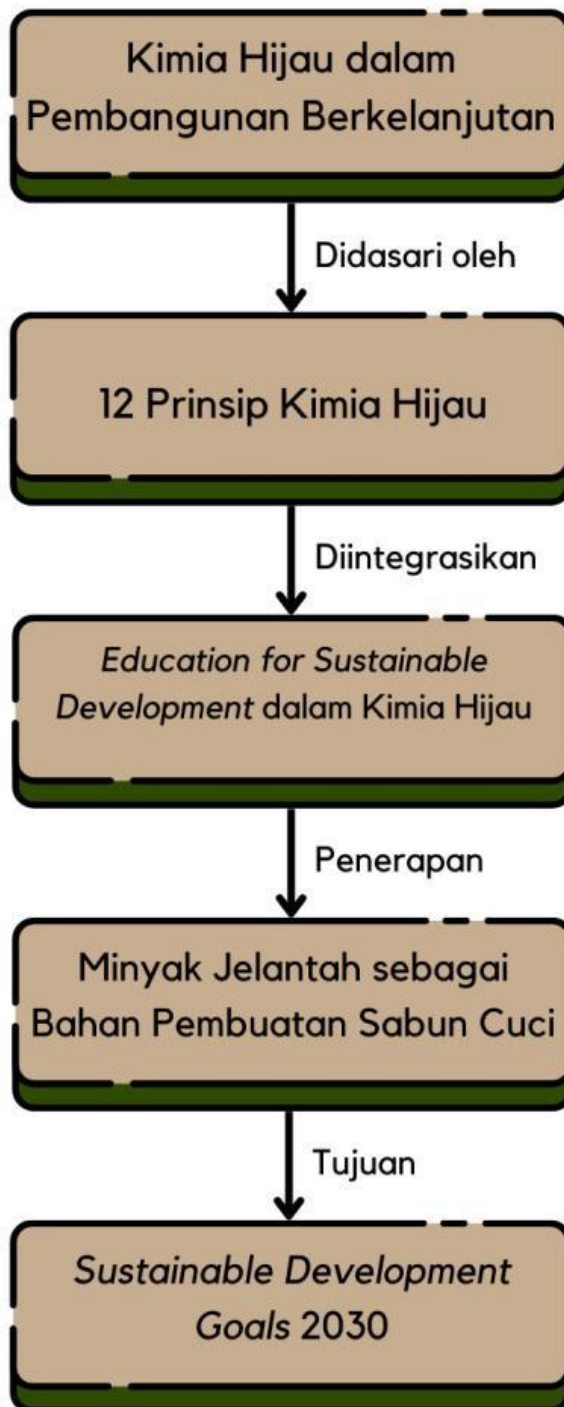 Kimia Hijau dalam
Pembangunan Berkelanjutan
Didasari oleh
12 Prinsip Kimia Hijau
Diintegrasikan
Education for Sustainable
Development dalam Kimia Hijau
Penerapan
Minyak Jelantah sebagai
Bahan Pembuatan Sabun Cuci
Tujuan
Sustainable Development
Goals 2030